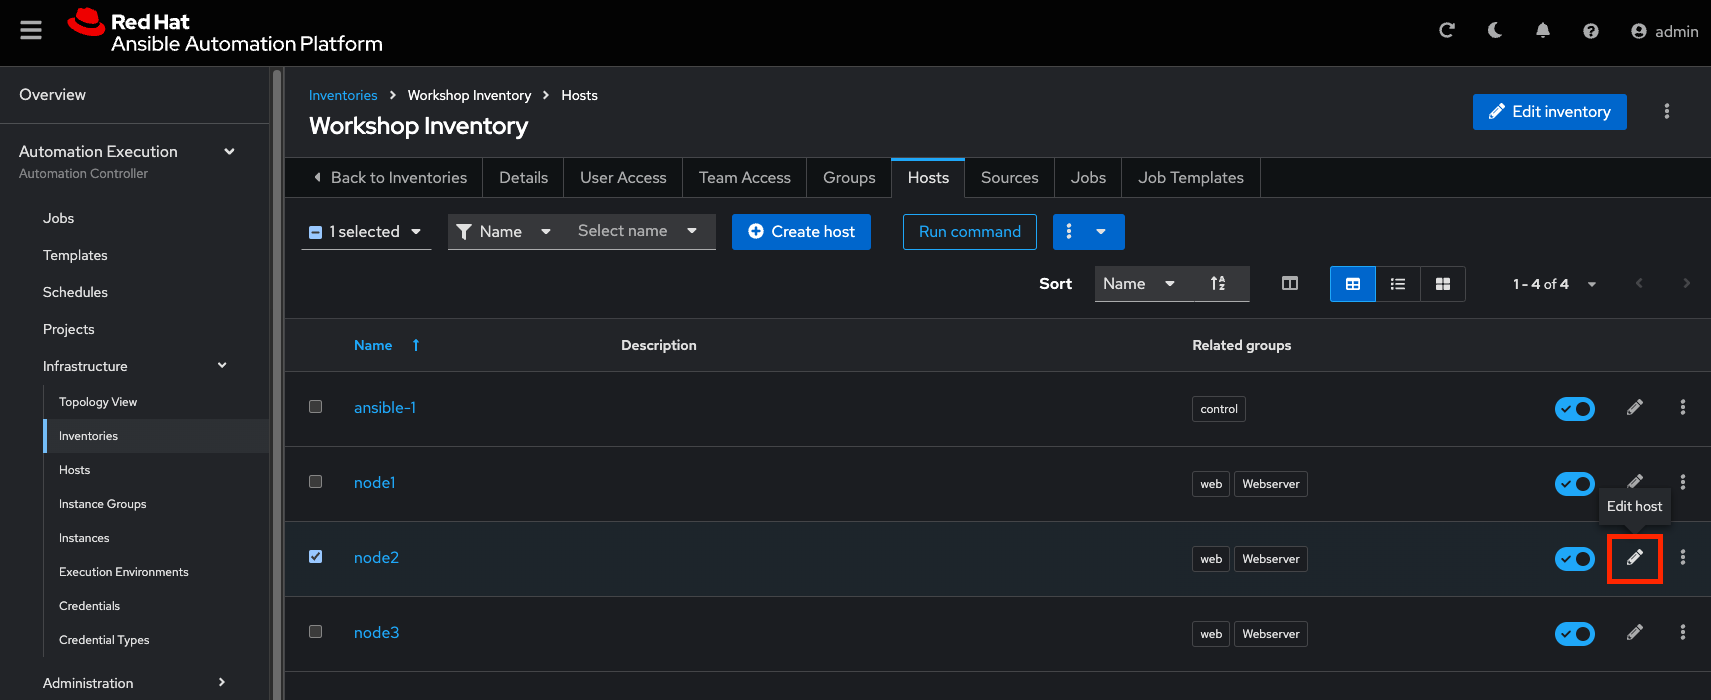 Red Hat
Ansible Automation Platform
admin
Overview
Automation Execution
Automation Controller
Jobs
Templates
Schedules
Projects
Infrastructure
Topology View
Inventories
Hosts
Instance Groups
Instances
Execution Environments
Credentials
Credential Types
Administration
Inventories > Workshop Inventory > Hosts
Workshop Inventory
Edit inventory
Back to Inventories Details User Access Team Access Groups Hosts Sources Jobs Job Templates
1 selected Name Select name Create host Run command
Sort Name 1 - 4 of 4
Name Description Related groups
ansible-1 control
node1 web Webserver
Edit host
node2 web Webserver
node3 web Webserver